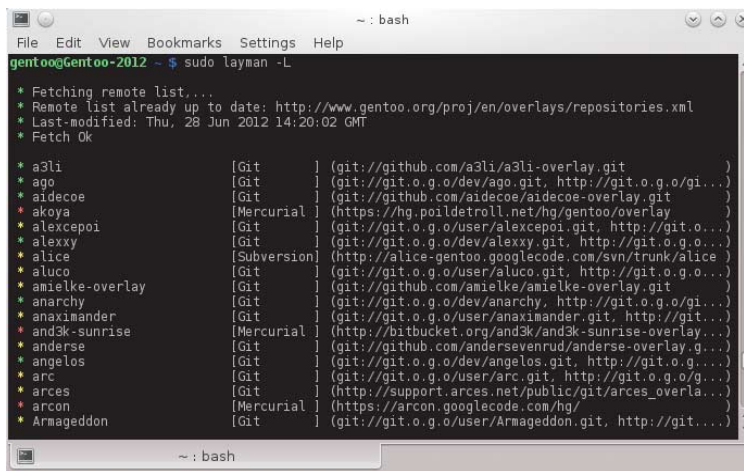 ~ : bash
File Edit View Bookmarks Settings Help
gentoo@Gentoo-2012 ~ $ sudo layman -L
* Fetching remote list,...
* Remote list already up to date: http://www.gentoo.org/proj/en/overlays/repositories.xml
* Last-modified: Thu, 28 Jun 2012 14:20:02 GMT
* Fetch Ok
* a3li [Git ] (git://github.com/a3li/a3li-overlay.git )
* ago [Git ] (git://git.o.g.o/dev/ago.git, http://git.o.g.o/gi...)
* aidecoe [Git ] (git://github.com/aidecoe/aidecoe-overlay.git )
* akoya [Mercurial ] (https://hg.poildetroll.net/hg/gentoo/overlay )
* alexcepoi [Git ] (git://git.o.g.o/user/alexcepoi.git, http://git.o...)
* alexxy [Git ] (git://git.o.g.o/dev/alexxy.git, http://git.o.g.o...)
* alice [Subversion] (http://alice-gentoo.googlecode.com/svn/trunk/alice )
* aluco [Git ] (git://git.o.g.o/user/aluco.git, http://git.o.g.o...)
* amielke-overlay [Git ] (git://github.com/amielke/amielke-overlay.git )
* anarchy [Git ] (git://git.o.g.o/dev/anarchy, http://git.o.g.o/gi...)
* anaximander [Git ] (git://git.o.g.o/user/anaximander.git, http://git...)
* and3k-sunrise [Mercurial ] (http://bitbucket.org/and3k/and3k-sunrise-overlay...)
* anderse [Git ] (git://github.com/andersevenrud/anderse-overlay.g...)
* angelos [Git ] (git://git.o.g.o/dev/angelos.git, http://git.o.g....)
* arc [Git ] (git://git.o.g.o/user/arc.git, http://git.o.g.o/g...)
* arces [Git ] (http://support.arces.net/public/git/arces_overla...)
* arcon [Mercurial ] (https://arcon.googlecode.com/hg/ )
* Armageddon [Git ] (git://git.o.g.o/user/Armageddon.git, http://git....)
~ : bash